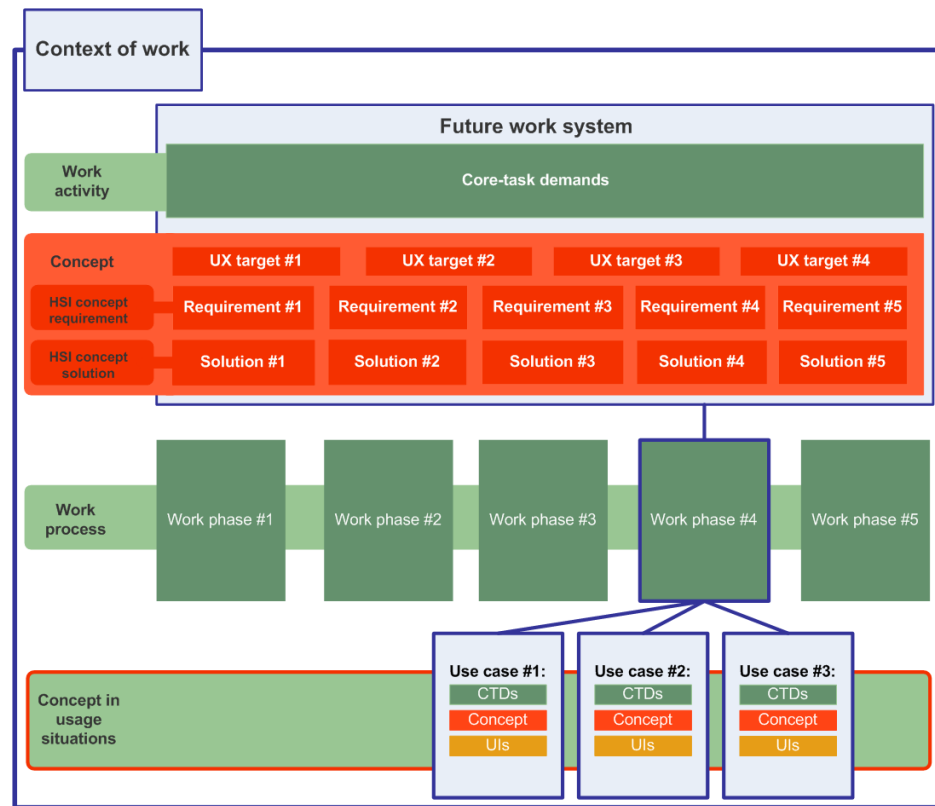 Context of work
Future work system
Work
activity
Core-task demands
Concept
UX target #1
UX target #2
UX target #3
UX target #4
HSI concept
requirement
Requirement #1
Requirement #2
Requirement #3
Requirement #4
Requirement #5
HSI concept
solution
Solution #1
Solution #2
Solution #3
Solution #4
Solution #5
Work
process
Work phase #1
Work phase #2
Work phase #3
Work phase #4
Work phase #5
Concept in
usage
situations
Use case #1:
CTDs
Concept
UIs
Use case #2:
CTDs
Concept
UIs
Use case #3:
CTDs
Concept
UIs